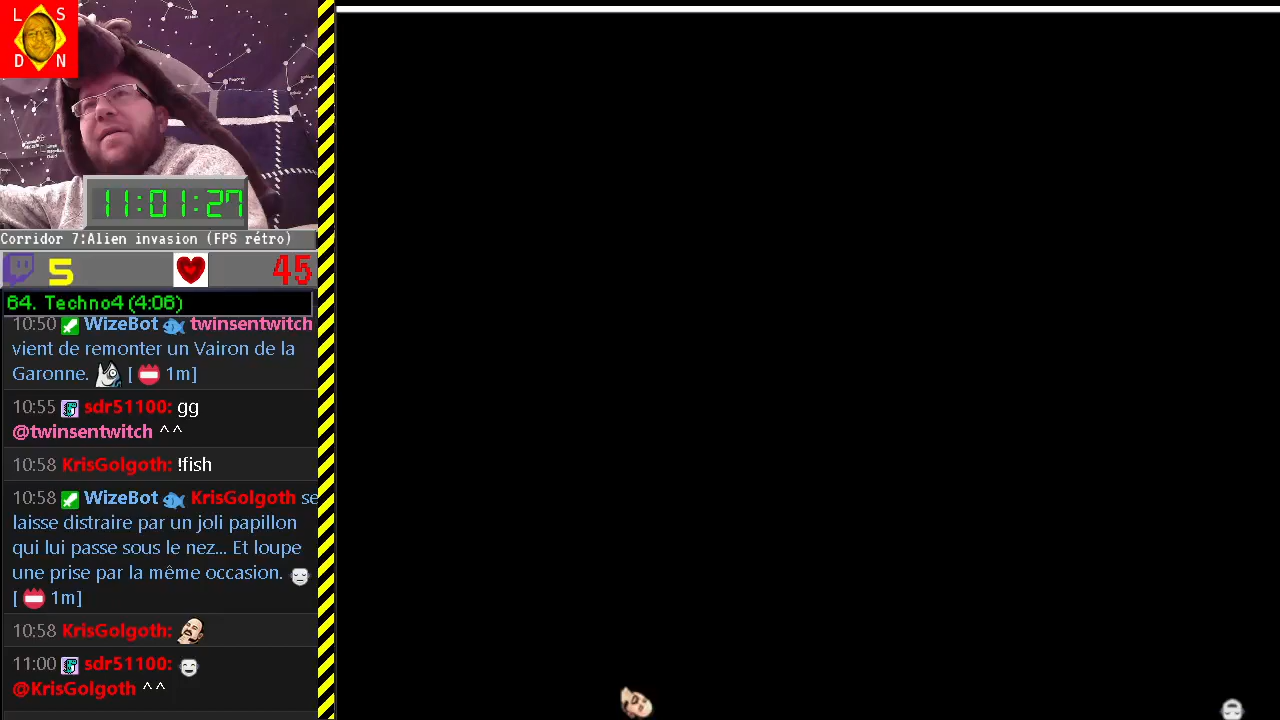 L S
D N
11:01:27
Corridor 7:Alien invasion (FPS rétro)
5 45
64. Techno4 (4:06)
10:50 WizeBot twinsentwitch
vient de remonter un Vairon de la
Garonne. [ 1m]
10:55 sdr51100: gg
@twinsentwitch ^^
10:58 KrisGolgoth: !fish
10:58 WizeBot KrisGolgoth se
laisse distraire par un joli papillon
qui lui passe sous le nez... Et loupe
une prise par la même occasion.
[ 1m]
10:58 KrisGolgoth:
11:00 sdr51100:
@KrisGolgoth ^^